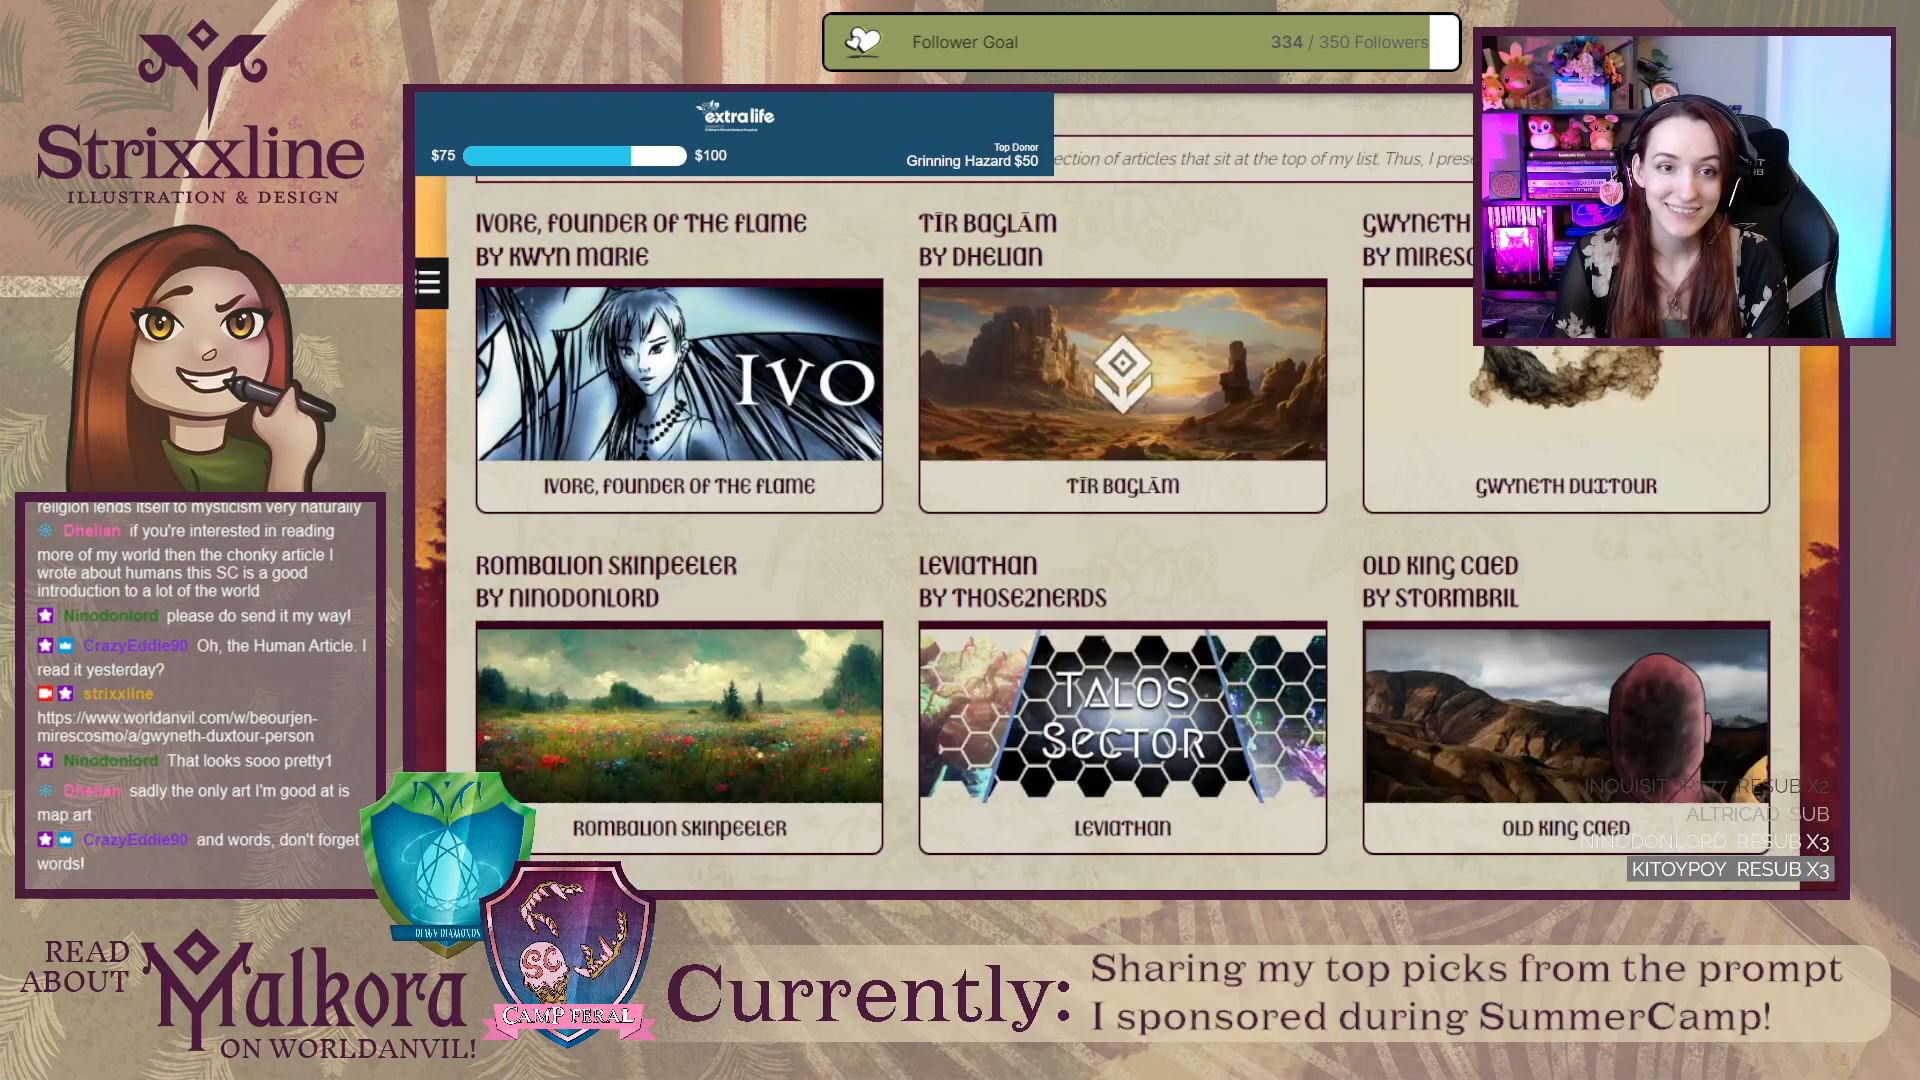 Strixxline
ILLUSTRATION & DESIGN
Follower Goal
334 / 350 Followers
extra life
$75
$100
Top Donor
Grinning Hazard $50
ection of articles that sit at the top of my list. Thus, I prese
IVORE, FOUNDER OF THE FLAME
BY KWYN MARIE
TĪR BAGLĀM
BY DHELIAN
GWYNETH
BY MIRESC
IVO
IVORE, FOUNDER OF THE FLAME
TĪR BAGLĀM
GWYNETH DUXTOUR
ROMBALION SKINPEELER
BY NINODONLORD
LEVIATHAN
BY THOSE2NERDS
OLD KING CAED
BY STORMBRIL
TALOS
SECTOR
ROMBALION SKINPEELER
LEVIATHAN
OLD KING CAED
religion lends itself to mysticism very naturally
Dhelian if you're interested in reading
more of my world then the chonky article I
wrote about humans this SC is a good
introduction to a lot of the world
Ninodonlord please do send it my way!
CrazyEddie90 Oh, the Human Article. I
read it yesterday?
strixxline
https://www.worldanvil.com/w/beourjen-
mirescosmo/a/gwyneth-duxtour-person
Ninodonlord That looks sooo pretty1
Dhelian sadly the only art I'm good at is
map art
CrazyEddie90 and words, don't forget
words!
RESUB X2
ALTRICAD SUB
NINODONLORD RESUB X3
KITOYPOY RESUB X3
DIAMONDS
SC
CAMP FERAL
READ
ABOUT
Malkora
ON WORLDANVIL!
Currently:
Sharing my top picks from the prompt
I sponsored during SummerCamp!